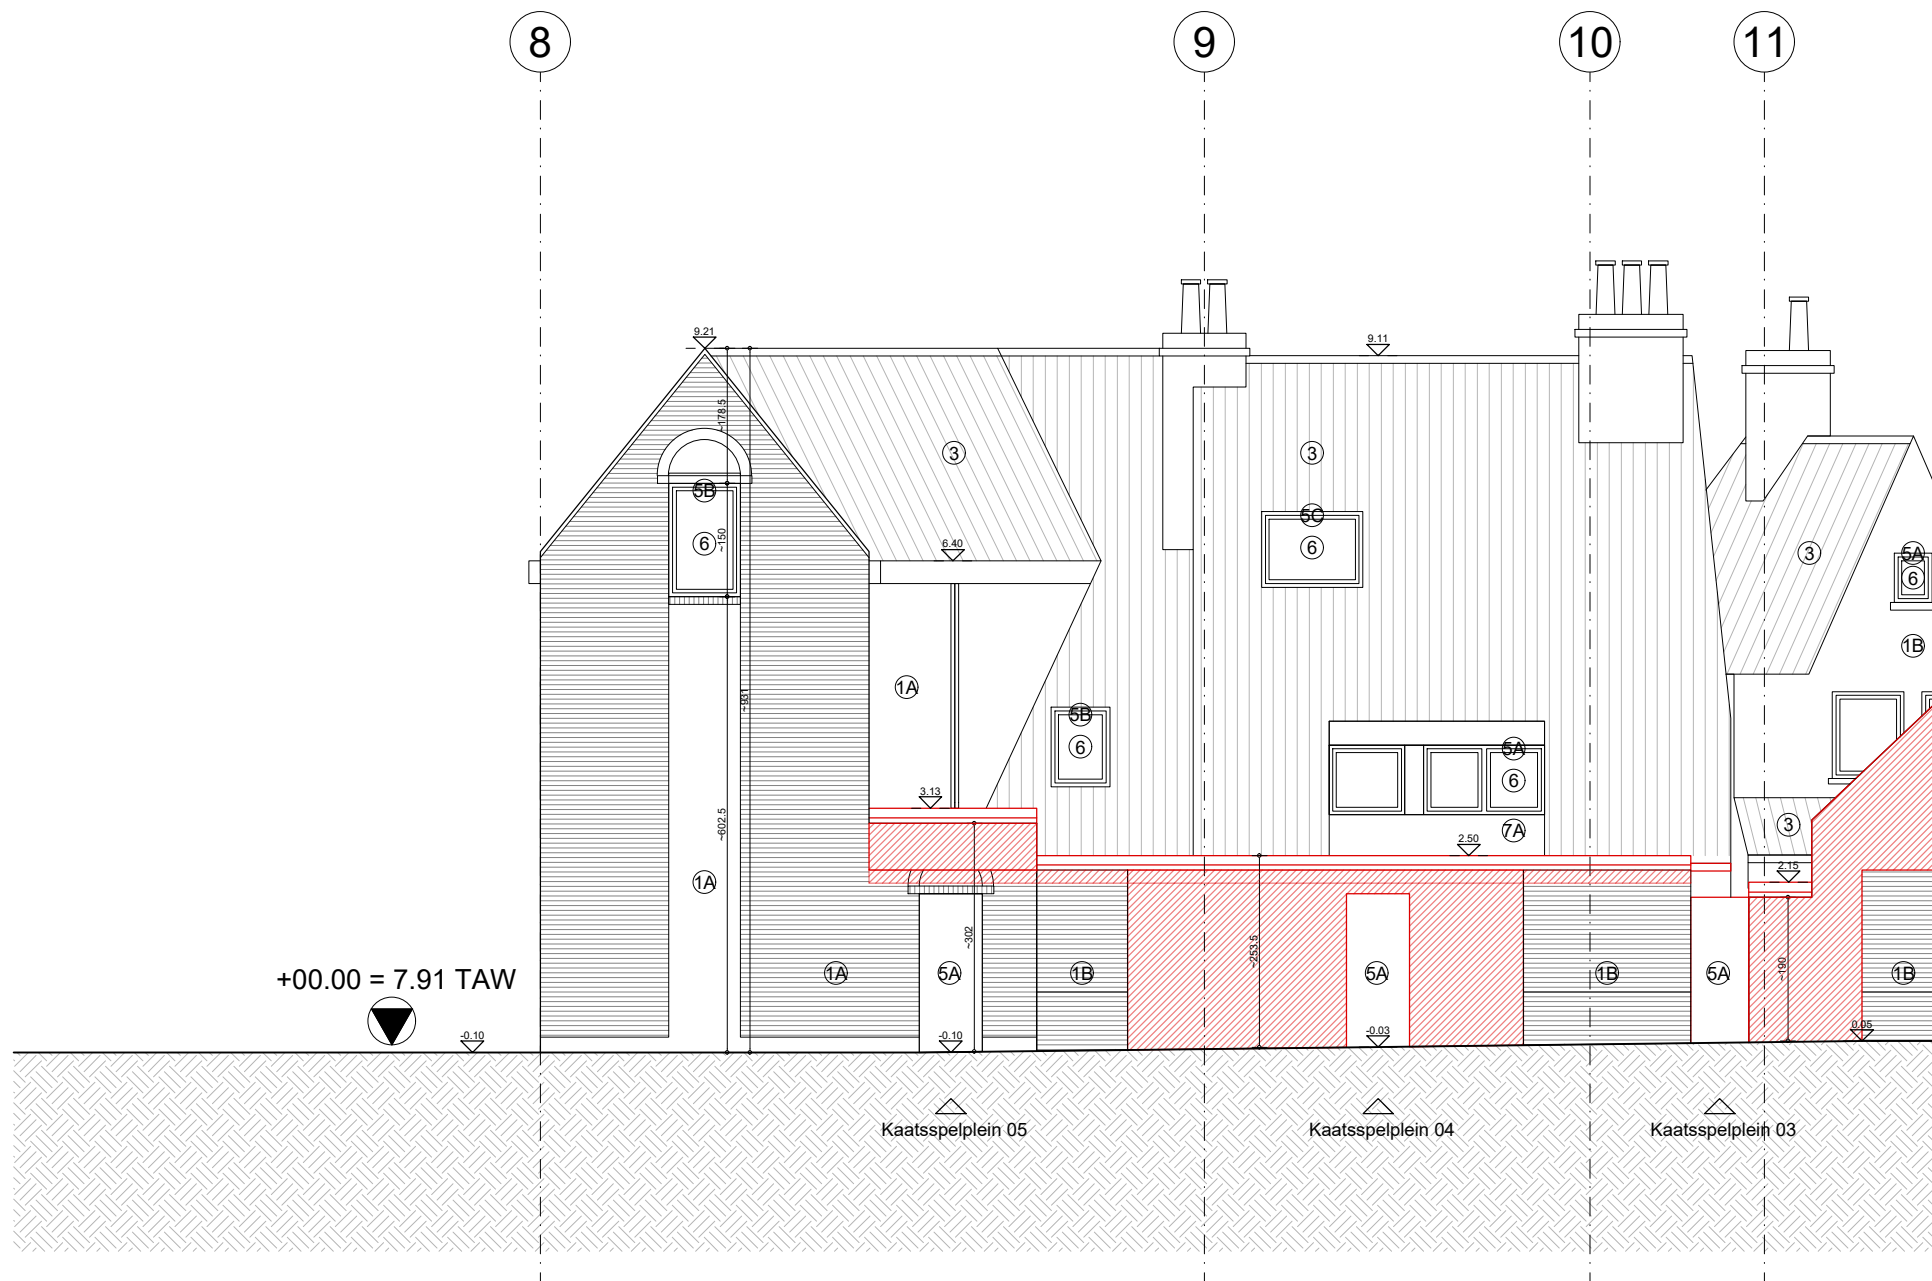 8
9
10
11
9.21
9.11
~178.5
3
3
5B
5C
6
~150
6
6.40
3
5A
6
1B
1A
~931
5B
6
5A
6
3.13
~602.5
7A
3
2.50
2.15
1A
~302
~253.5
~190
1A
5A
1B
5A
1B
5A
1B
+00.00 = 7.91 TAW
-0.10
-0.10
-0.03
0.05
Kaatsspelplein 05
Kaatsspelplein 04
Kaatsspelplein 03